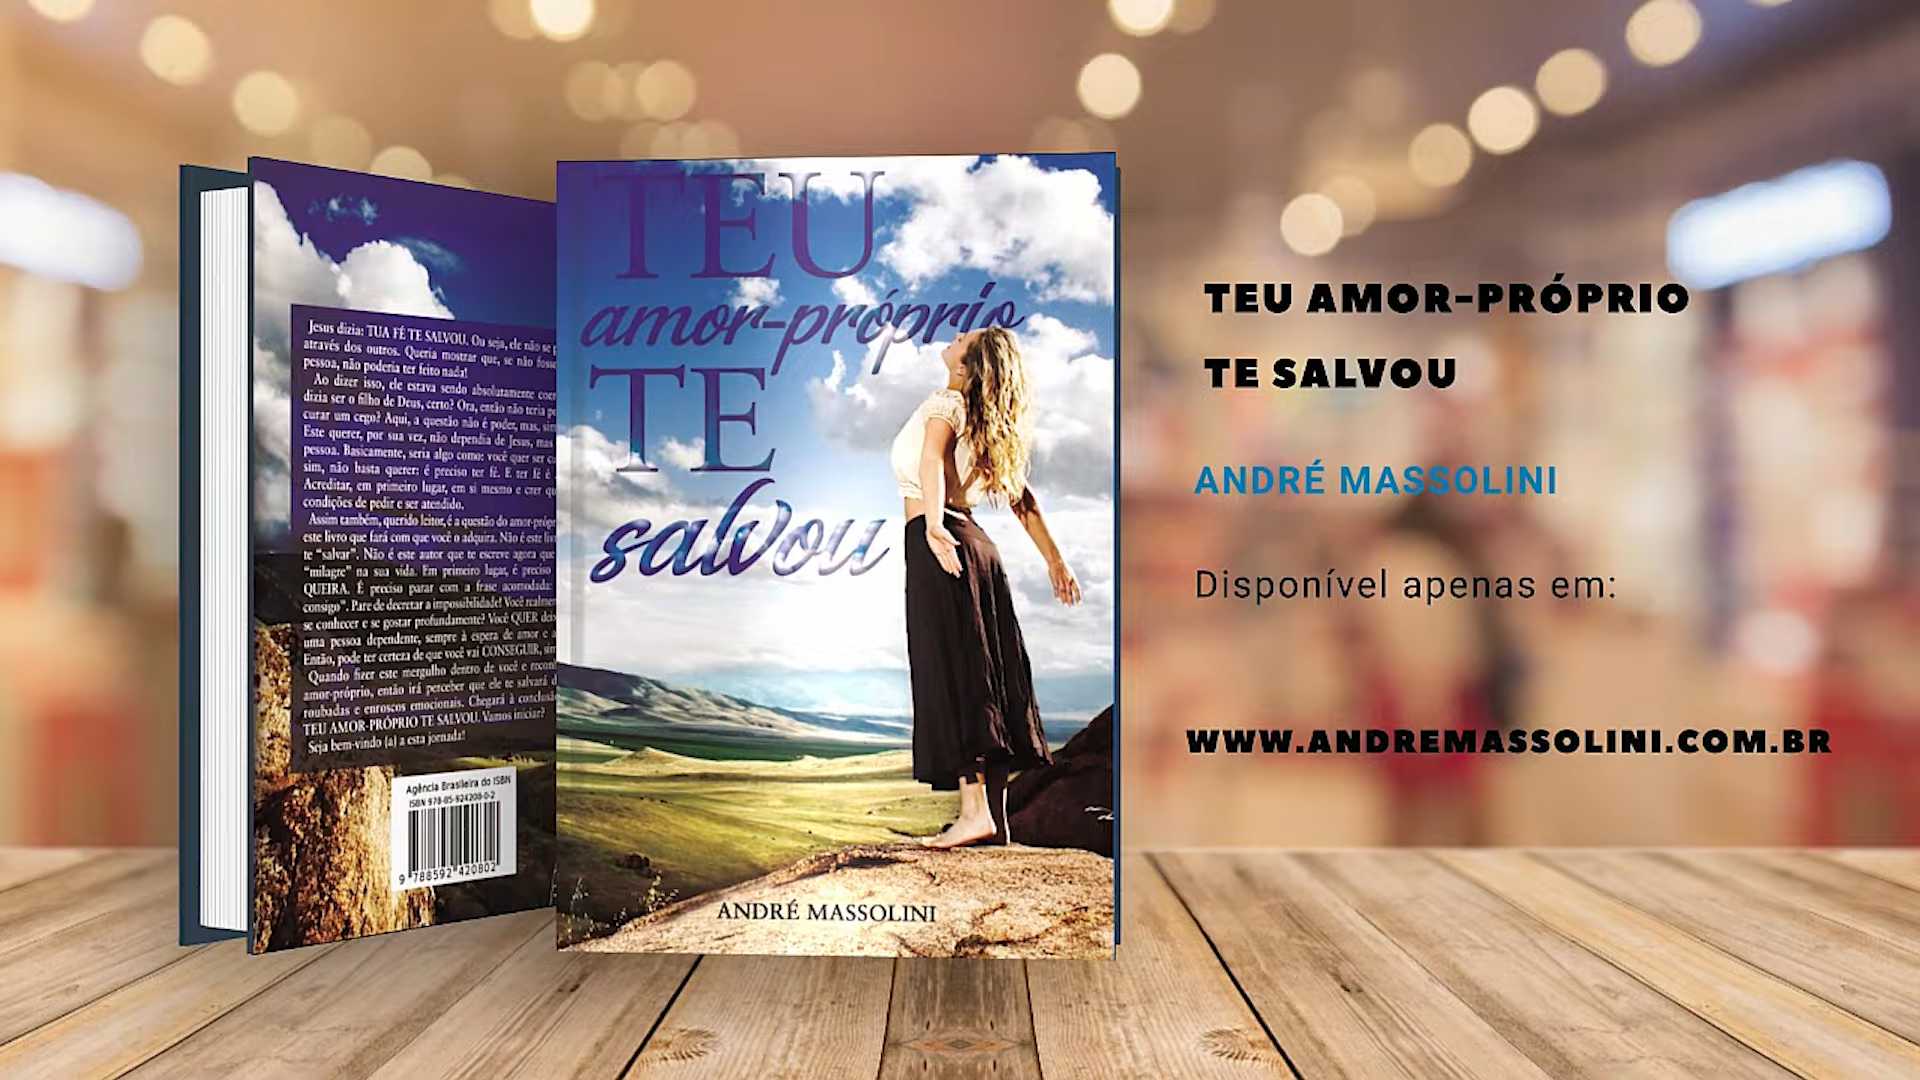 Jesus dizia: TUA FÉ TE SALVOU. Ou seja, ele não se
através dos outros. Queria mostrar que, se não fosse
pessoa, não poderia ter feito nada!
Ao dizer isso, ele estava sendo absolutamente
dizia ser o filho de Deus, certo? Ora, então não teria
curar um cego? Aqui, a questão não é poder, mas,
Este querer, por sua vez, não dependia de Jesus, mas
pessoa. Basicamente, seria algo como: você quer ser
sim, não basta querer: é preciso ter fé. E ter fé é
Acreditar, em primeiro lugar, em si mesmo e crer
condições de pedir e ser atendido.
Assim também, querido leitor, é a questão do
este livro que fará com que você o adquira. Não é este
te "salvar". Não é este autor que te escreve agora que
"milagre" na sua vida. Em primeiro lugar, é preciso
QUEIRA. É preciso parar com a frase acomodada:
consigo". Pare de decretar a impossibilidade! Você
se conhecer e se gostar profundamente? Você QUER
uma pessoa dependente, sempre à espera de amor e
Então, pode ter certeza de que você vai CONSEGUIR,
Quando fizer este mergulho dentro de você e
amor-próprio, então irá perceber que ele te salvará
roubadas e enroscos emocionais. Chegará à
TEU AMOR-PRÓPRIO TE SALVOU. Vamos iniciar?
Seja bem-vindo (a) a esta jornada!
Agência Brasileira do ISBN
ISBN 978-85-924208-0-2
9 788592 420802
TEU
amor-próprio
TE
salvou
ANDRÉ MASSOLINI
TEU AMOR-PRÓPRIO
TE SALVOU
ANDRÉ MASSOLINI
Disponível apenas em:
WWW.ANDREMASSOLINI.COM.BR